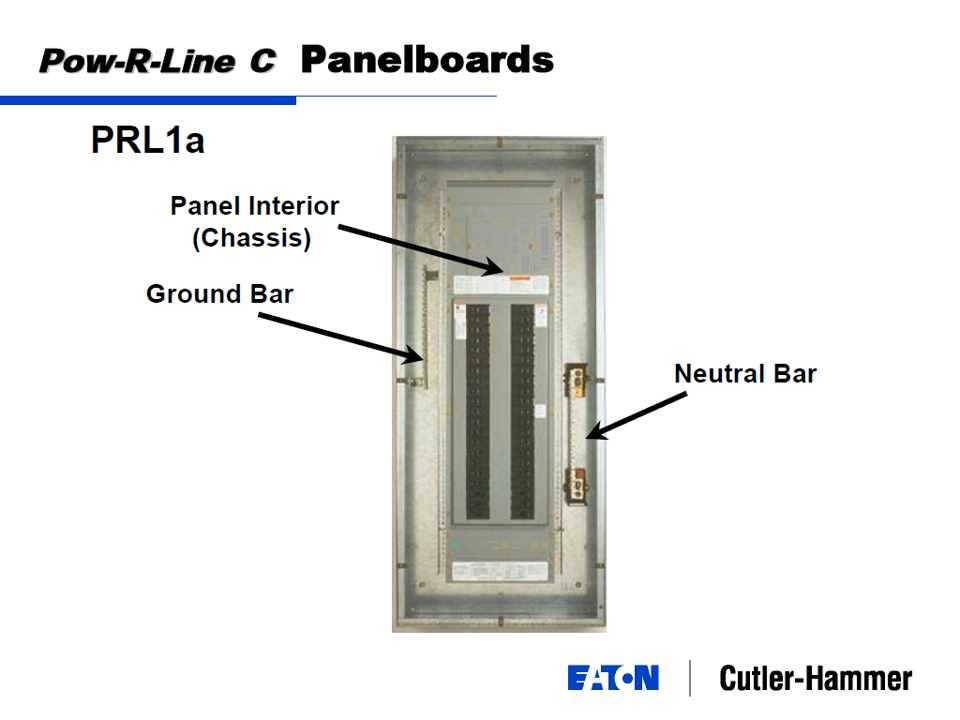 Pow-R-Line C Panelboards
PRL1a
Panel Interior
(Chassis)
Ground Bar
Neutral Bar
EATON
Cutler-Hammer